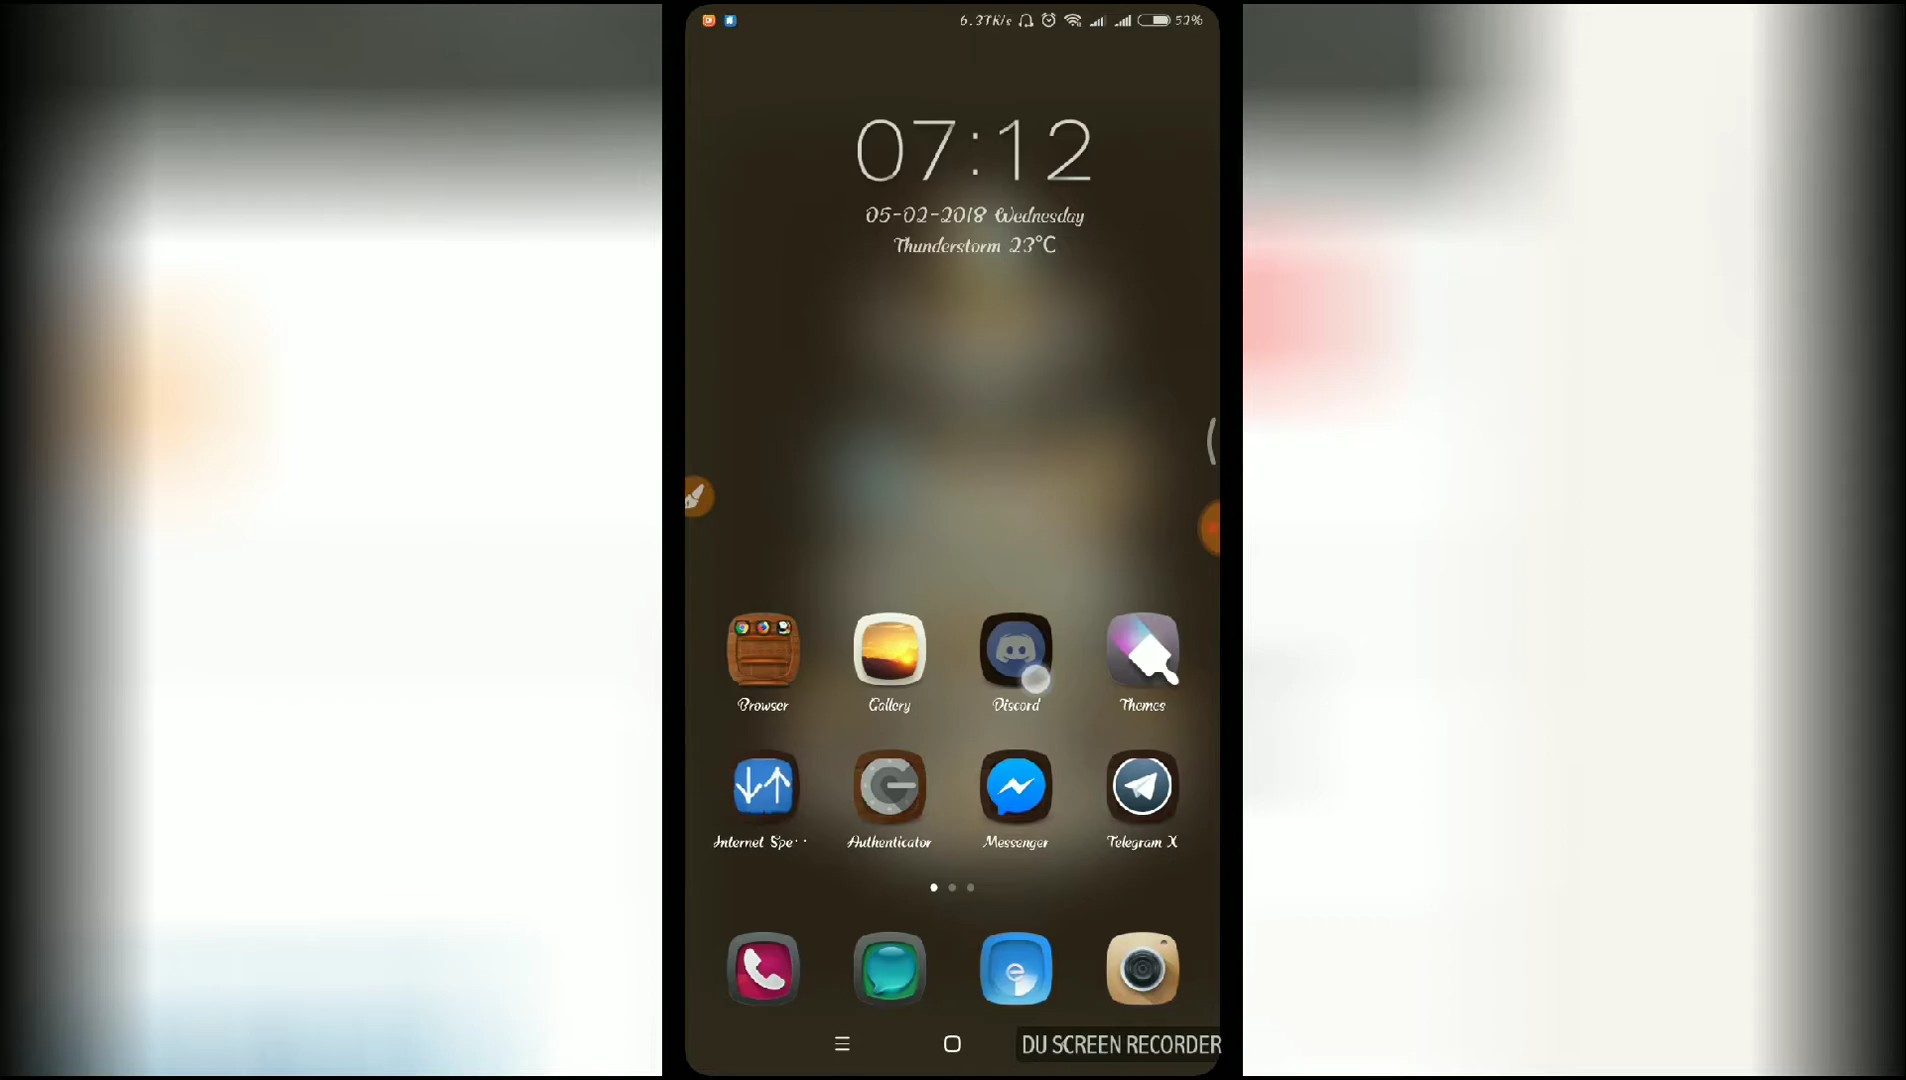 6.37K/s 52%
07:12
05-02-2018 Wednesday
Thunderstorm 23°C
Browser Gallery Discord Themes
Internet Spe··· Authenticator Messenger Telegram X
DU SCREEN RECORDER